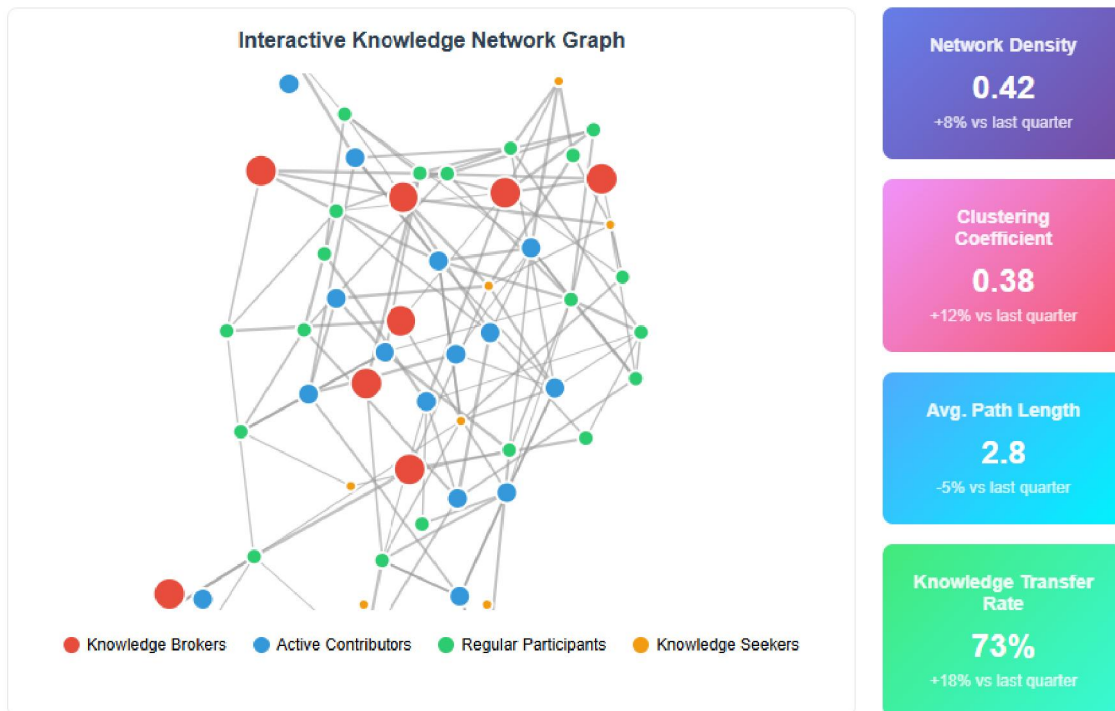 Interactive Knowledge Network Graph
Knowledge Brokers
Active Contributors
Regular Participants
Knowledge Seekers
Network Density
0.42
+8% vs last quarter
Clustering
Coefficient
0.38
+12% vs last quarter
Avg. Path Length
2.8
-5% vs last quarter
Knowledge Transfer
Rate
73%
+18% vs last quarter